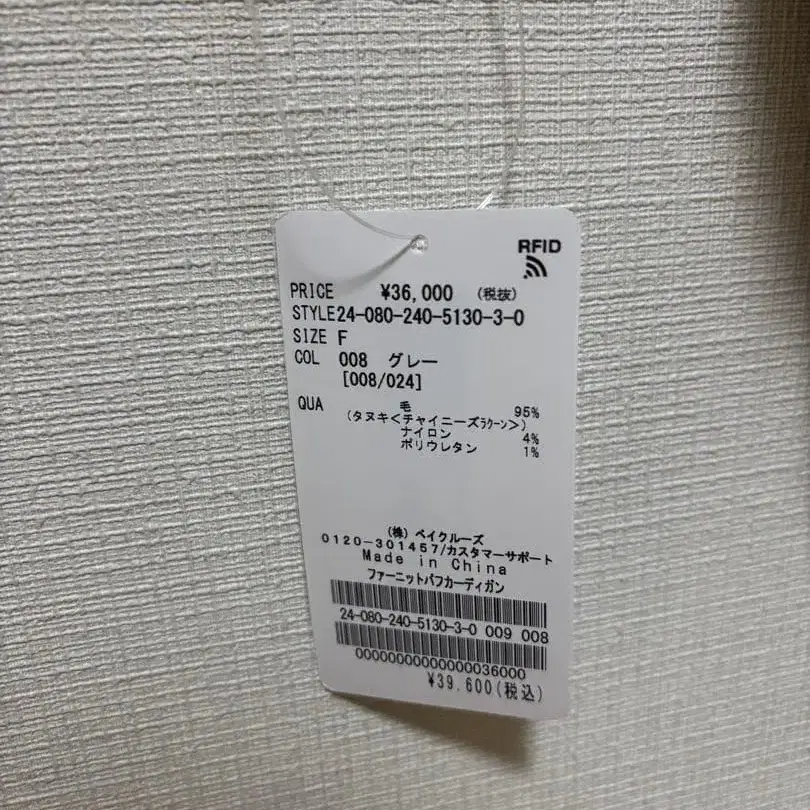 RFID
PRICE ¥36,000 (税抜)
STYLE24-080-240-5130-3-0
SIZE F
COL 008 グレー
[008/024]
QUA 毛 95%
(タヌキ<チャイニーズラクーン>)
ナイロン 4%
ポリウレタン 1%
(株) ベイクルーズ
0120-301457/カスタマーサポート
Made in China
ファーニットパフカーディガン
24-080-240-5130-3-0 009 008
00000000000000036000
¥39,600(税込)